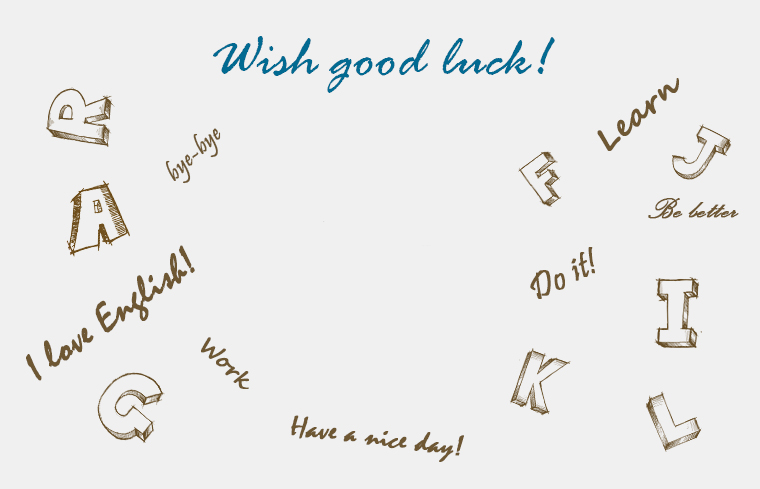 Wish good luck!
R
bye-bye
A
I love English!
G
Work
Have a nice day!
Learn
J
F
Be better
Do it!
I
K
L